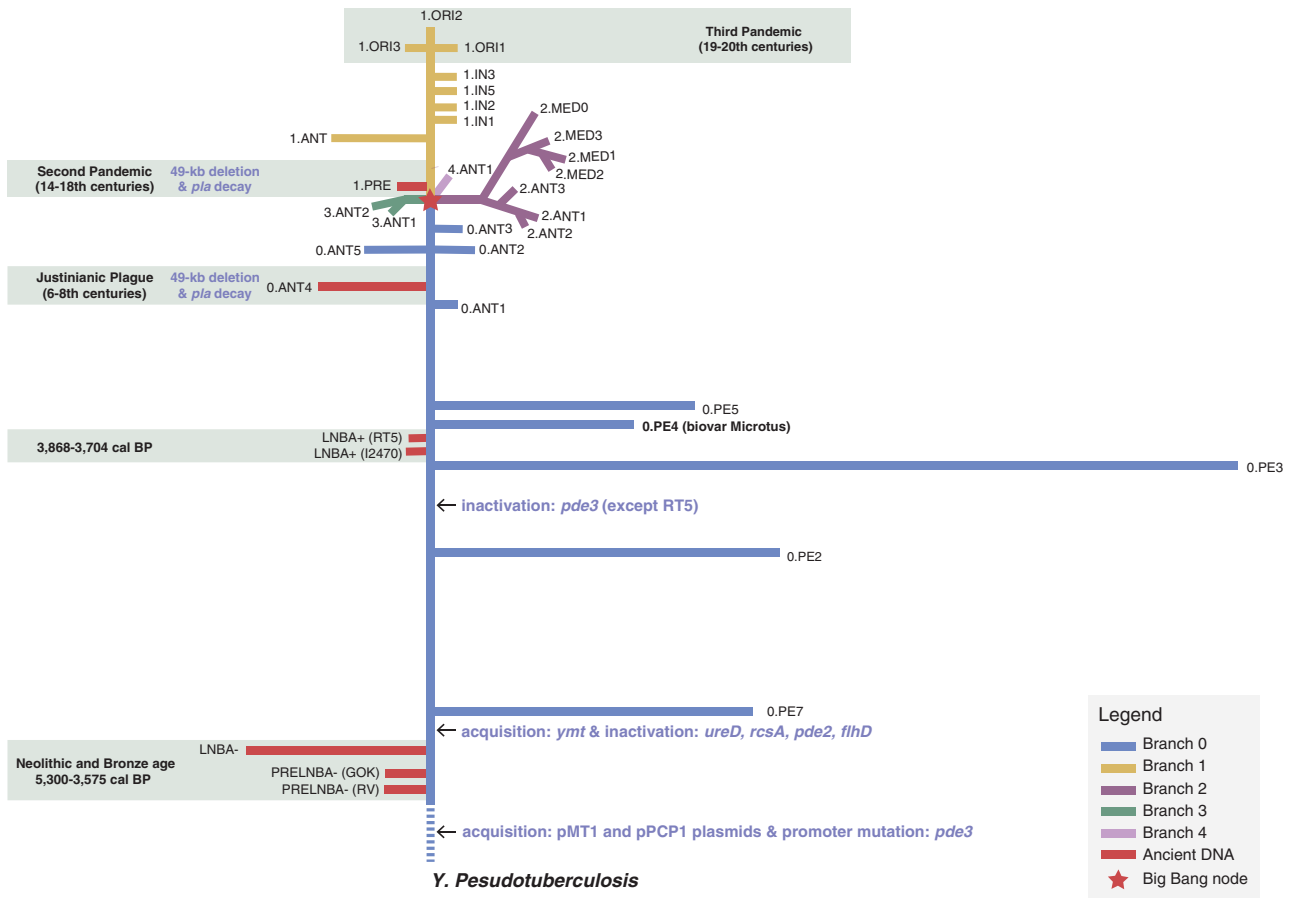 1.ORI2
1.ORI3
1.ORI1
Third Pandemic
(19-20th centuries)
1.IN3
1.IN5
1.IN2
1.IN1
1.ANT
2.MED0
2.MED3
2.MED1
2.MED2
Second Pandemic
(14-18th centuries)
49-kb deletion
& pla decay
1.PRE
4.ANT1
2.ANT3
3.ANT2
3.ANT1
2.ANT1
2.ANT2
0.ANT3
0.ANT5
0.ANT2
Justinianic Plague
(6-8th centuries)
49-kb deletion
& pla decay
0.ANT4
0.ANT1
0.PE5
0.PE4 (biovar Microtus)
3,868-3,704 cal BP
LNBA+ (RT5)
LNBA+ (I2470)
0.PE3
inactivation: pde3 (except RT5)
0.PE2
0.PE7
acquisition: ymt & inactivation: ureD, rcsA, pde2, flhD
Neolithic and Bronze age
5,300-3,575 cal BP
LNBA-
PRELNBA- (GOK)
PRELNBA- (RV)
acquisition: pMT1 and pPCP1 plasmids & promoter mutation: pde3
Y. Pesudotuberculosis
Legend
Branch 0
Branch 1
Branch 2
Branch 3
Branch 4
Ancient DNA
Big Bang node